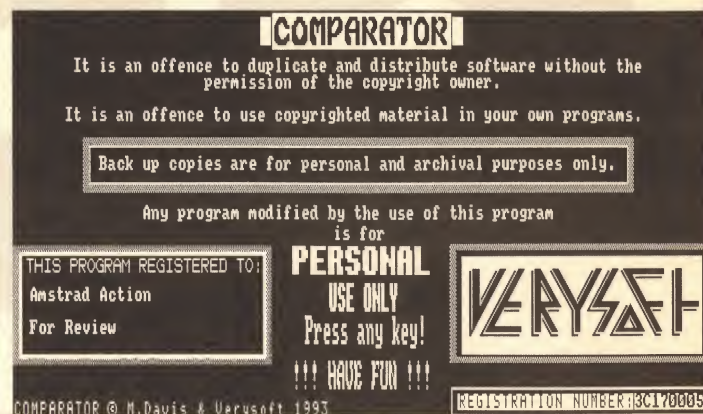 COMPARATOR
It is an offence to duplicate and distribute software without the
permission of the copyright owner.
It is an offence to use copyrighted material in your own programs.
Back up copies are for personal and archival purposes only.
Any program modified by the use of this program
is for
PERSONAL
USE ONLY
Press any key!
!!! HAVE FUN !!!
THIS PROGRAM REGISTERED TO:
Amstrad Action
For Review
VERYSOFT
COMPARATOR © M.Davis & Verysoft 1993
REGISTRATION NUMBER:3C170005